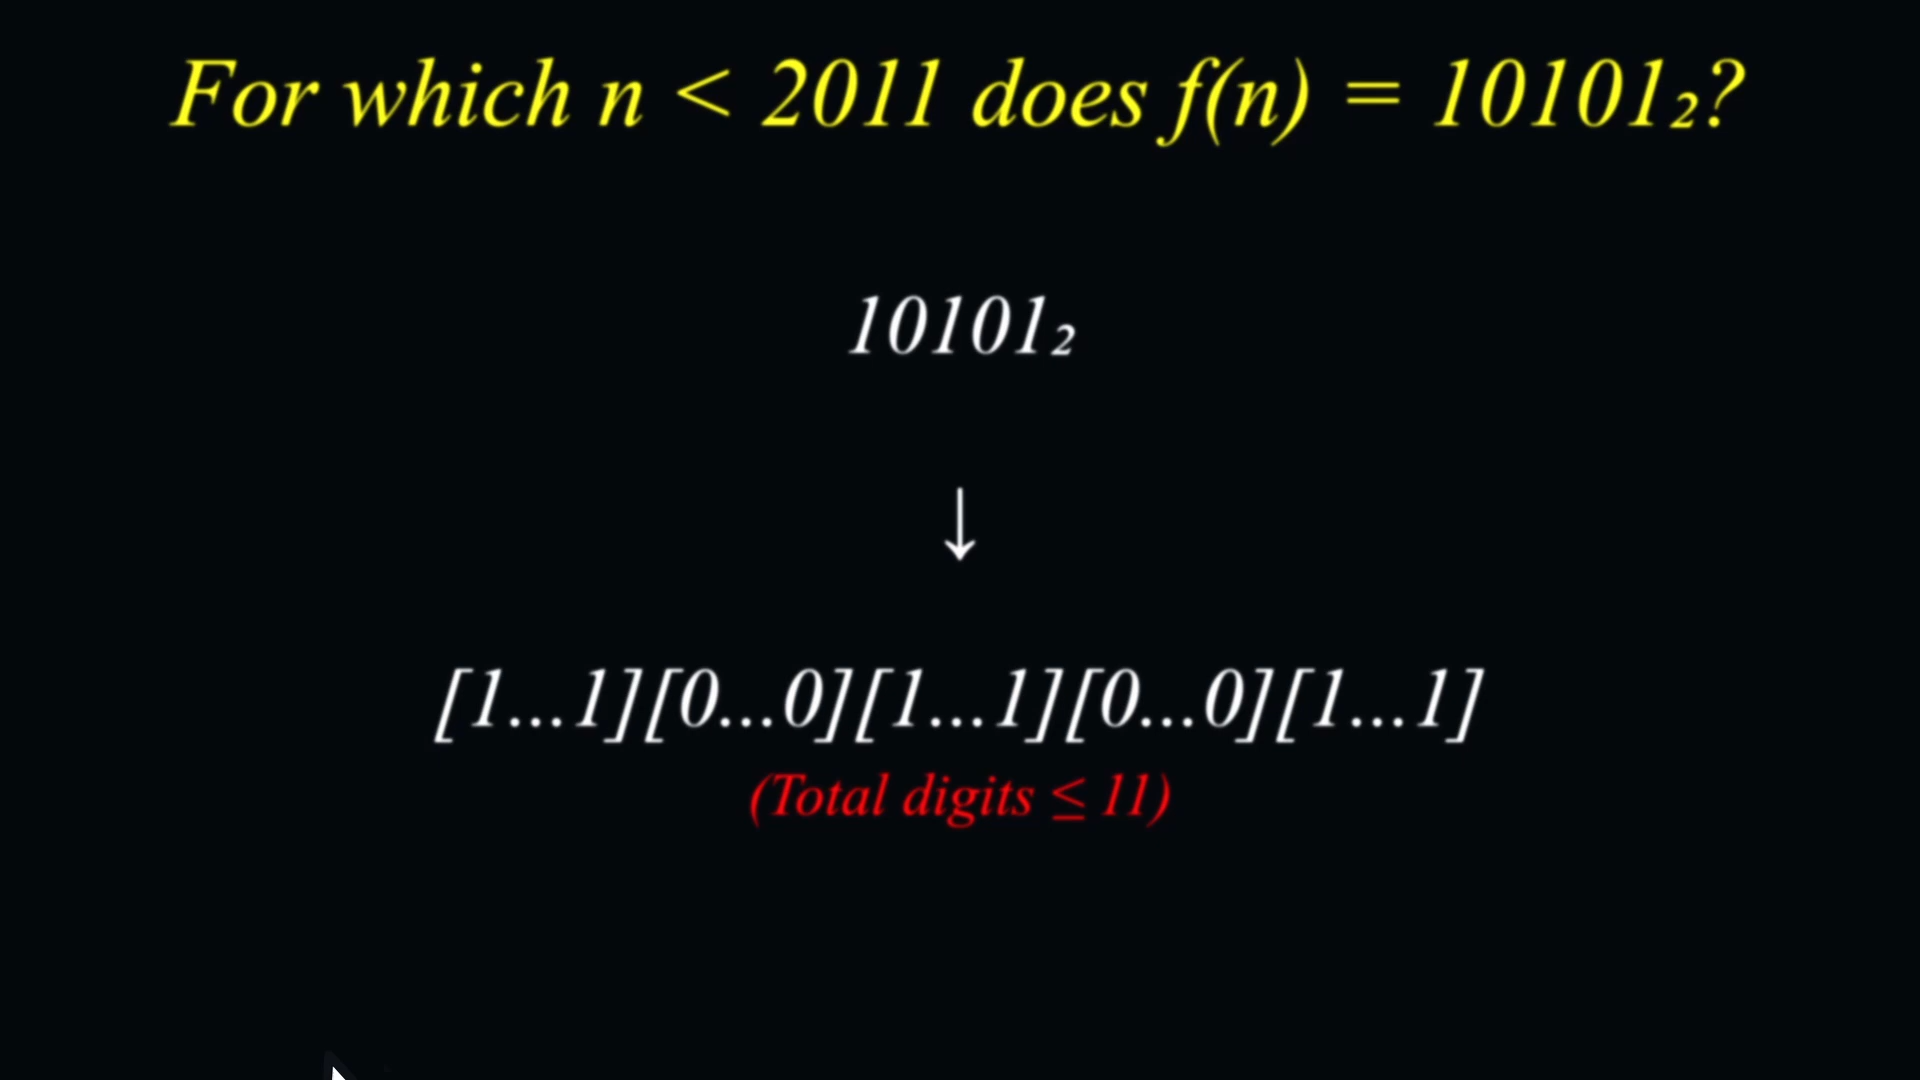 For which n < 2011 does f(n) = 10101₂?
10101₂
↓
[1...1][0...0][1...1][0...0][1...1]
(Total digits ≤ 11)